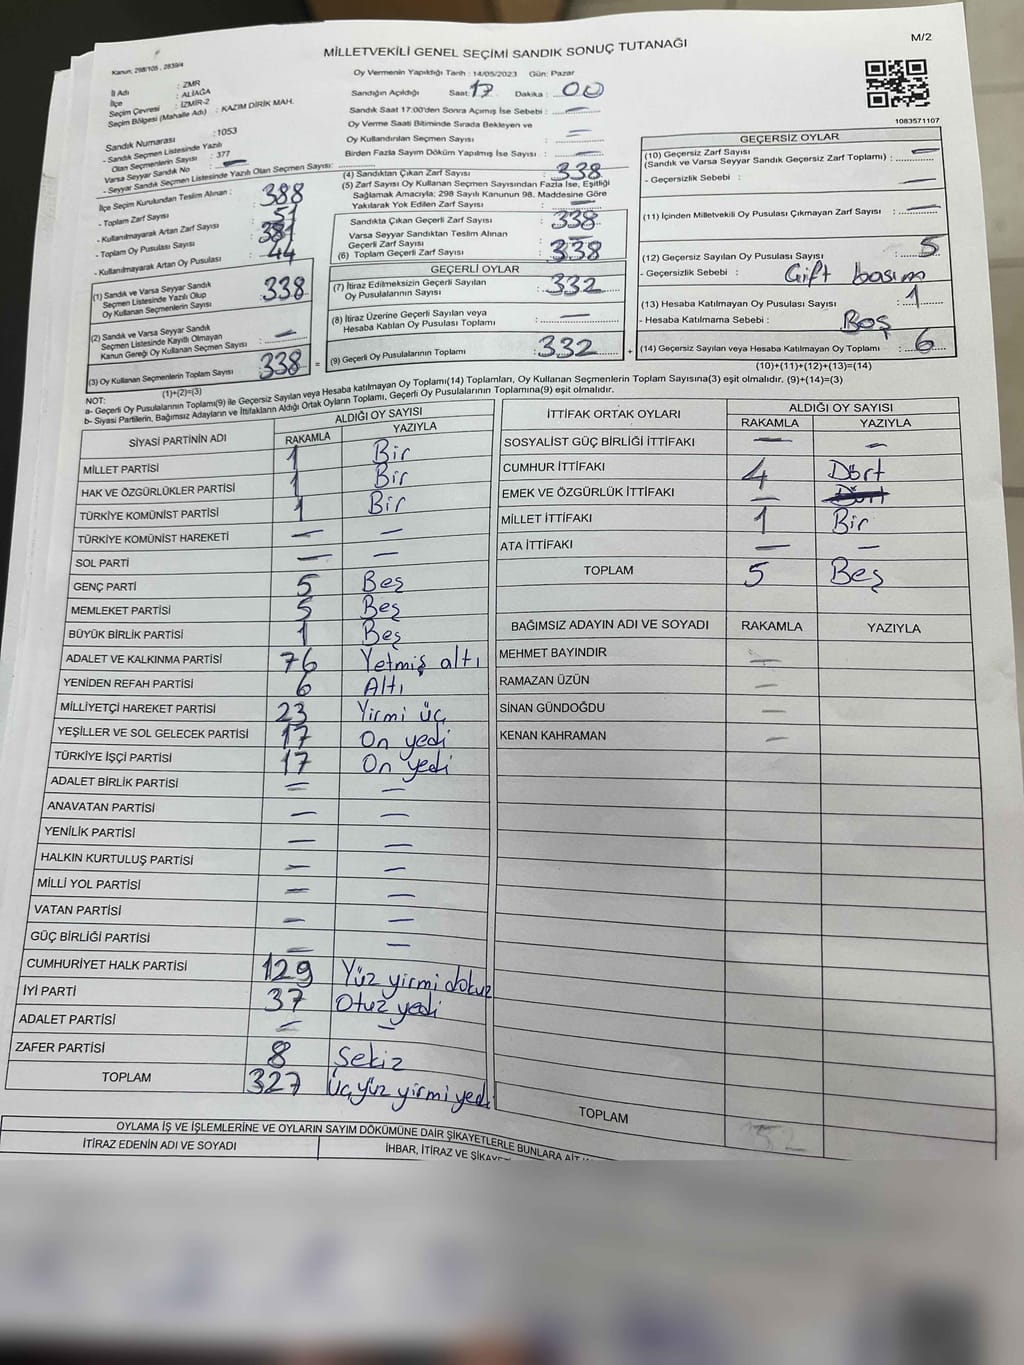 M/2
MİLLETVEKİLİ GENEL SEÇİMİ SANDIK SONUÇ TUTANAĞI
Kanun; 298/105 , 2839/4
İl Adı : ZMR
İlçe : ALİAĞA
Seçim Çevresi : İZMİR-2
Seçim Bölgesi (Mahalle Adı) : KAZIM DİRİK MAH.
Sandık Numarası : 1053
- Sandık Seçmen Listesinde Yazılı
Olan Seçmenlerin Sayısı : 377
Varsa Seyyar Sandık No : —
- Seyyar Sandık Seçmen Listesinde Yazılı Olan Seçmen Sayısı:
İlçe Seçim Kurulundan Teslim Alınan :
- Toplam Zarf Sayısı 388
- Kullanılmayarak Artan Zarf Sayısı 51
- Toplam Oy Pusulası Sayısı 381
- Kullanılmayarak Artan Oy Pusulası : 44
(1) Sandık ve Varsa Seyyar Sandık
Seçmen Listesinde Yazılı Olup
Oy Kullanan Seçmenlerin Sayısı : 338
(2) Sandık ve Varsa Seyyar Sandık
Seçmen Listesinde Kayıtlı Olmayan
Kanun Gereği Oy Kullanan Seçmen Sayısı : —
(3) Oy Kullanan Seçmenlerin Toplam Sayısı : 338 =
(1)+(2)=(3)
Oy Vermenin Yapıldığı Tarih : 14/05/2023 Gün: Pazar
Sandığın Açıldığı Saat: 17 Dakika : 00
Sandık Saat 17:00'den Sonra Açımış İse Sebebi : —
Oy Verme Saati Bitiminde Sırada Bekleyen ve
Oy Kullandırılan Seçmen Sayısı : —
Birden Fazla Sayım Döküm Yapılmış İse Sayısı : —
(4) Sandıktan Çıkan Zarf Sayısı : 338
(5) Zarf Sayısı Oy Kullanan Seçmen Sayısından Fazla İse, Eşitliği
Sağlamak Amacıyla; 298 Sayılı Kanunun 98. Maddesine Göre
Yakılarak Yok Edilen Zarf Sayısı : —
Sandıkta Çıkan Geçerli Zarf Sayısı : 338
Varsa Seyyar Sandıktan Teslim Alınan
Geçerli Zarf Sayısı : —
(6) Toplam Geçerli Zarf Sayısı : 338
GEÇERLİ OYLAR
(7) İtiraz Edilmeksizin Geçerli Sayılan
Oy Pusulalarının Sayısı : 332
(8) İtiraz Üzerine Geçerli Sayılan veya
Hesaba Katılan Oy Pusulası Toplamı : —
(9) Geçerli Oy Pusulalarının Toplamı : 332 +
1083571107
GEÇERSİZ OYLAR
(10) Geçersiz Zarf Sayısı
(Sandık ve Varsa Seyyar Sandık Geçersiz Zarf Toplamı) : —
- Geçersizlik Sebebi : —
(11) İçinden Milletvekili Oy Pusulası Çıkmayan Zarf Sayısı : —
(12) Geçersiz Sayılan Oy Pusulası Sayısı : 5
- Geçersizlik Sebebi : Çift basım
(13) Hesaba Katılmayan Oy Pusulası Sayısı : 1
- Hesaba Katılmama Sebebi : Boş
(14) Geçersiz Sayılan veya Hesaba Katılmayan Oy Toplamı : 6
(10)+(11)+(12)+(13)=(14)
NOT:
a- Geçerli Oy Pusulalarının Toplamı(9) ile Geçersiz Sayılan veya Hesaba katılmayan Oy Toplamı(14) Toplamları, Oy Kullanan Seçmenlerin Toplam Sayısına(3) eşit olmalıdır. (9)+(14)=(3)
b- Siyasi Partilerin, Bağımsız Adayların ve İttifakların Aldığı Ortak Oyların Toplamı, Geçerli Oy Pusulalarının Toplamına(9) eşit olmalıdır.
SİYASİ PARTİNİN ADI ALDIĞI OY SAYISI
RAKAMLA YAZIYLA
MİLLET PARTİSİ 1 Bir
HAK VE ÖZGÜRLÜKLER PARTİSİ 1 Bir
TÜRKİYE KOMÜNİST PARTİSİ 1 Bir
TÜRKİYE KOMÜNİST HAREKETİ — —
SOL PARTİ — —
GENÇ PARTİ 5 Beş
MEMLEKET PARTİSİ 5 Beş
BÜYÜK BİRLİK PARTİSİ 1 Beş
ADALET VE KALKINMA PARTİSİ 76 Yetmiş altı
YENİDEN REFAH PARTİSİ 6 Altı
MİLLİYETÇİ HAREKET PARTİSİ 23 Yirmi üç
YEŞİLLER VE SOL GELECEK PARTİSİ 17 On yedi
TÜRKİYE İŞÇİ PARTİSİ 17 On yedi
ADALET BİRLİK PARTİSİ — —
ANAVATAN PARTİSİ — —
YENİLİK PARTİSİ — —
HALKIN KURTULUŞ PARTİSİ — —
MİLLİ YOL PARTİSİ — —
VATAN PARTİSİ — —
GÜÇ BİRLİĞİ PARTİSİ — —
CUMHURİYET HALK PARTİSİ 129 Yüz yirmi dokuz
İYİ PARTİ 37 Otuz yedi
ADALET PARTİSİ — —
ZAFER PARTİSİ 8 Sekiz
TOPLAM 327 Üç yüz yirmi yedi
İTTİFAK ORTAK OYLARI ALDIĞI OY SAYISI
RAKAMLA YAZIYLA
SOSYALİST GÜÇ BİRLİĞİ İTTİFAKI — —
CUMHUR İTTİFAKI 4 Dört
EMEK VE ÖZGÜRLÜK İTTİFAKI — Dört
MİLLET İTTİFAKI 1 Bir
ATA İTTİFAKI — —
TOPLAM 5 Beş
BAĞIMSIZ ADAYIN ADI VE SOYADI RAKAMLA YAZIYLA
MEHMET BAYINDIR —
RAMAZAN ÜZÜN —
SİNAN GÜNDOĞDU —
KENAN KAHRAMAN —
TOPLAM
OYLAMA İŞ VE İŞLEMLERİNE VE OYLARIN SAYIM DÖKÜMÜNE DAİR ŞİKAYETLERLE BUNLARA AİT
İTİRAZ EDENİN ADI VE SOYADI
İHBAR, İTİRAZ VE